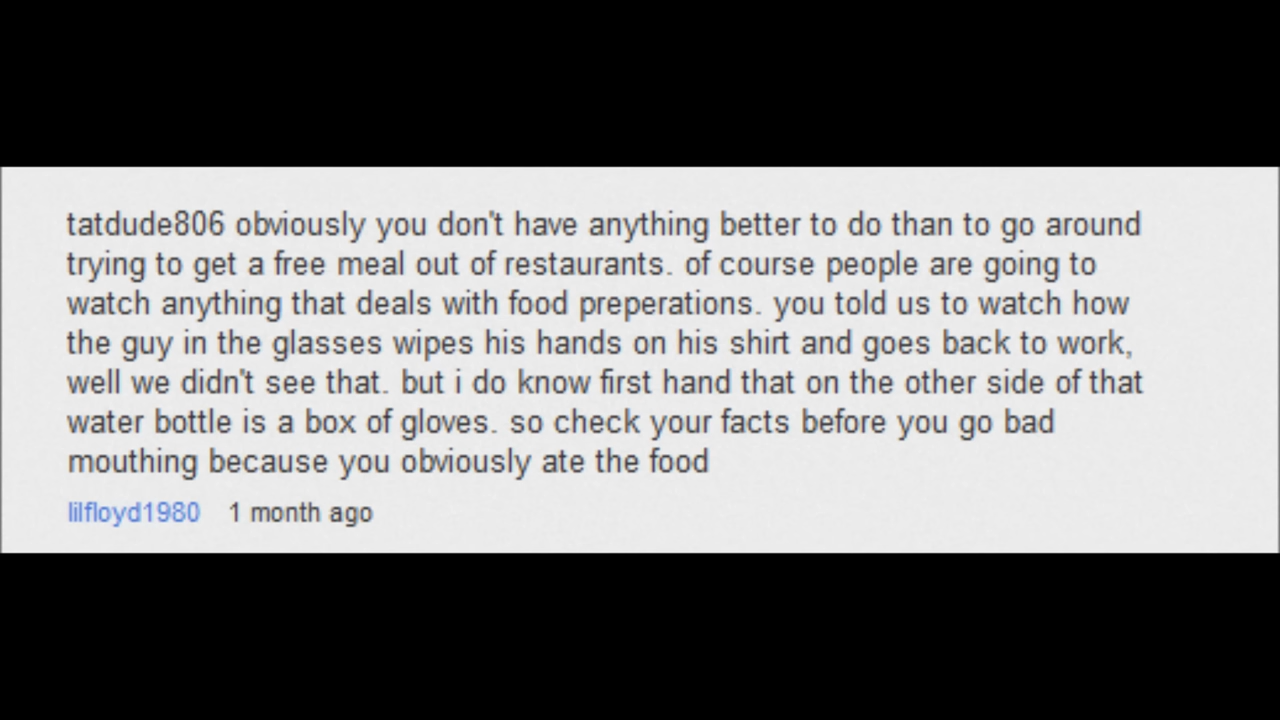 tatdude806 obviously you don't have anything better to do than to go around
trying to get a free meal out of restaurants. of course people are going to
watch anything that deals with food preperations. you told us to watch how
the guy in the glasses wipes his hands on his shirt and goes back to work,
well we didn't see that. but i do know first hand that on the other side of that
water bottle is a box of gloves. so check your facts before you go bad
mouthing because you obviously ate the food
lilfloyd1980 1 month ago